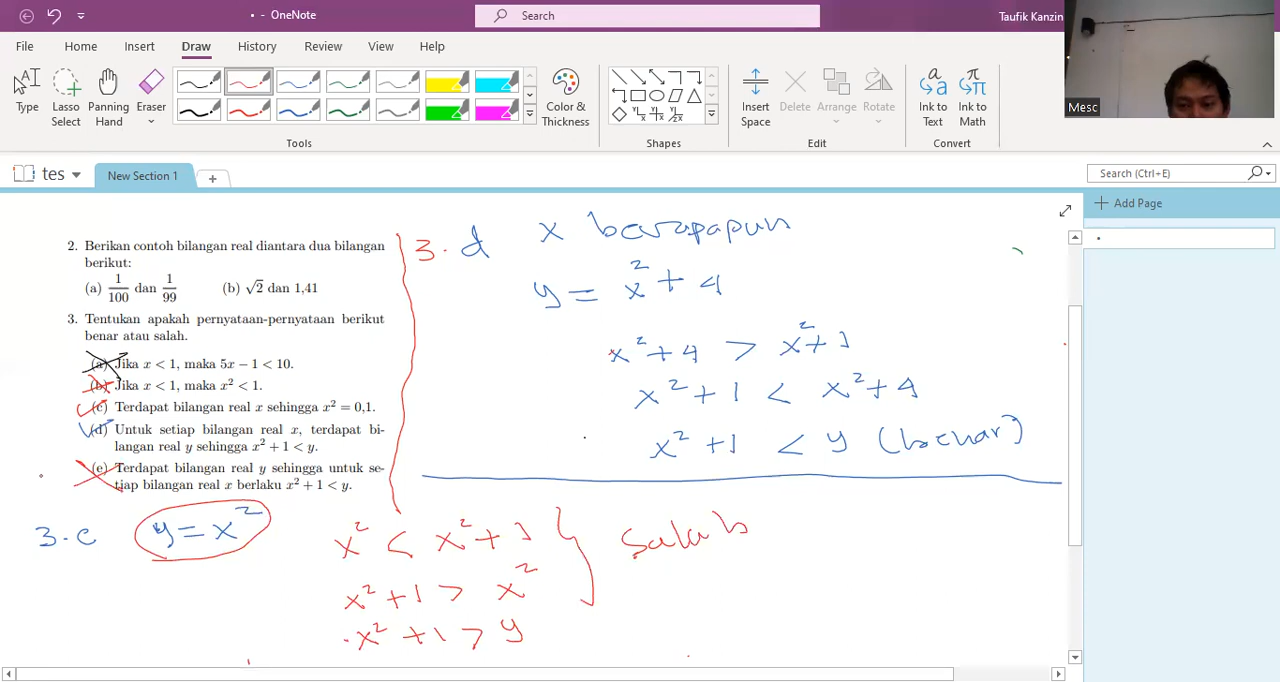 - OneNote
Search
Taufik Kanzin
File
Home
Insert
Draw
History
Review
View
Help
Type
Lasso Select
Panning Hand
Eraser
Color & Thickness
Insert Space
Delete
Arrange
Rotate
Ink to Text
Ink to Math
Tools
Shapes
Edit
Convert
Mesc
tes
New Section 1
Search (Ctrl+E)
Add Page
2. Berikan contoh bilangan real diantara dua bilangan
berikut:
(a) 1/100 dan 1/99 (b) √2 dan 1,41
3. Tentukan apakah pernyataan-pernyataan berikut
benar atau salah.
(a) Jika x < 1, maka 5x − 1 < 10.
(b) Jika x < 1, maka x² < 1.
(c) Terdapat bilangan real x sehingga x² = 0,1.
(d) Untuk setiap bilangan real x, terdapat bi-
langan real y sehingga x² + 1 < y.
(e) Terdapat bilangan real y sehingga untuk se-
tiap bilangan real x berlaku x² + 1 < y.
3. d x berapapun
y = x² + 4
x² + 4 > x² + 1
x² + 1 < x² + 4
x² + 1 < y (benar)
3. e y = x²
x² < x² + 1 } salah
x² + 1 > x²
x² + 1 > y